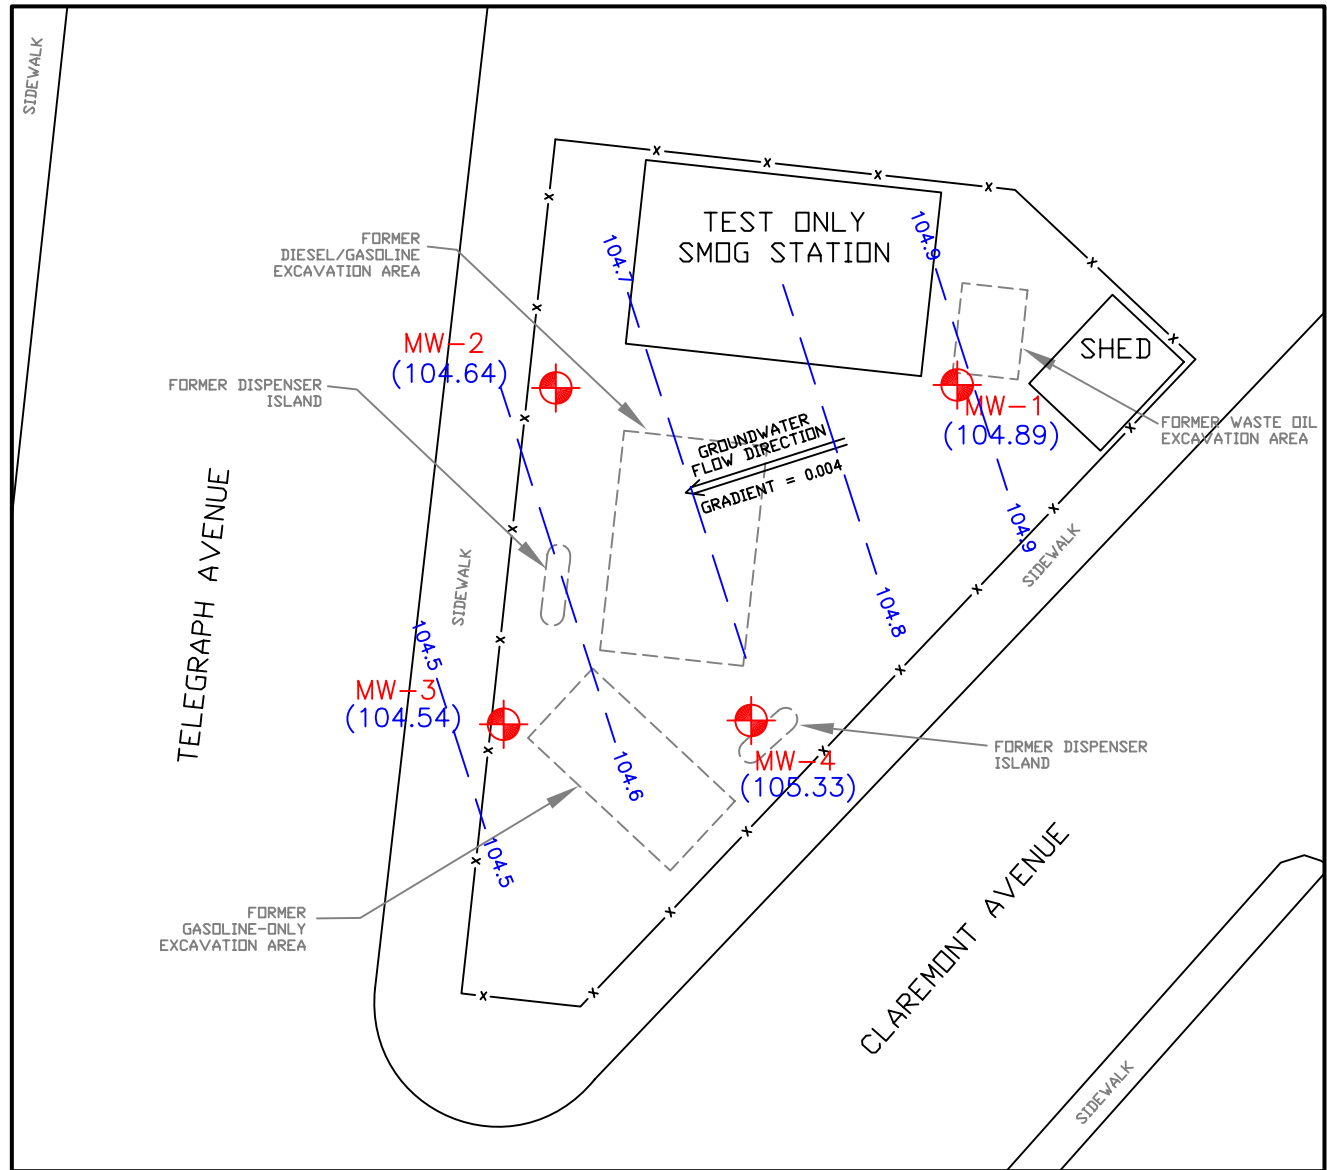 SIDEWALK
TEST ONLY
SMOG STATION
104.7
104.9
FORMER
DIESEL/GASOLINE
EXCAVATION AREA
MW-2
(104.64)
SHED
FORMER DISPENSER
ISLAND
MW-1
(104.89)
FORMER WASTE OIL
EXCAVATION AREA
GROUNDWATER
FLOW DIRECTION
GRADIENT = 0.004
104.9
TELEGRAPH AVENUE
SIDEWALK
SIDEWALK
104.8
104.5
MW-3
(104.54)
104.6
MW-4
(105.33)
FORMER DISPENSER
ISLAND
104.5
FORMER
GASOLINE-ONLY
EXCAVATION AREA
CLAREMONT AVENUE
SIDEWALK